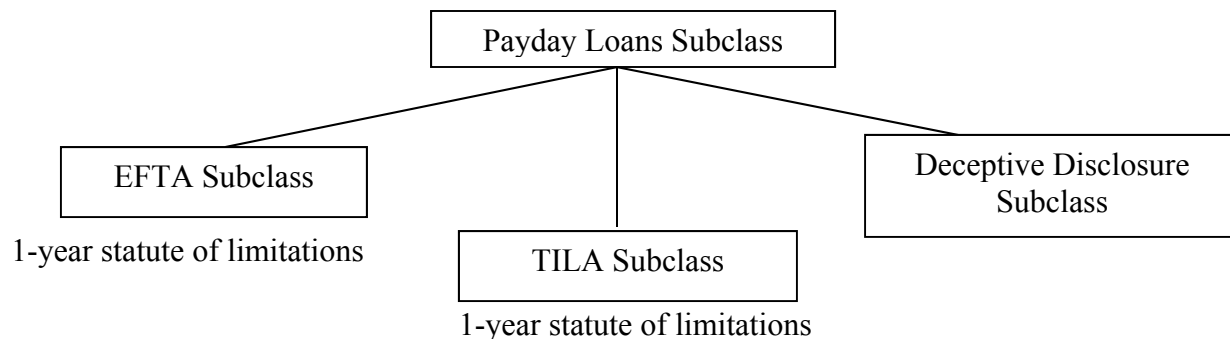 Payday Loans Subclass
EFTA Subclass
1-year statute of limitations
Deceptive Disclosure
Subclass
TILA Subclass
1-year statute of limitations